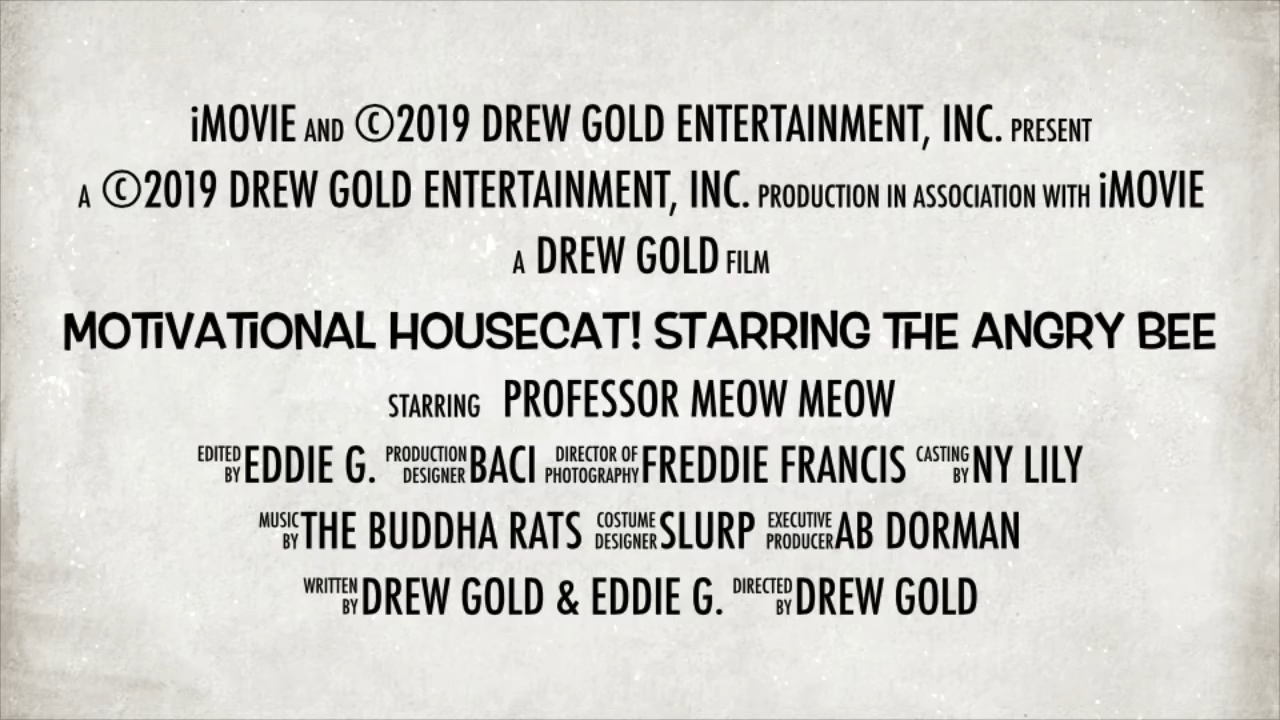 iMOVIE AND ©2019 DREW GOLD ENTERTAINMENT, INC. PRESENT
A ©2019 DREW GOLD ENTERTAINMENT, INC. PRODUCTION IN ASSOCIATION WITH iMOVIE
A DREW GOLD FILM
MOTiVATiONAL HOUSECAT! STARRING THE ANGRY BEE
STARRING PROFESSOR MEOW MEOW
EDITED BY EDDIE G. PRODUCTION DESIGNER BACI DIRECTOR OF PHOTOGRAPHY FREDDIE FRANCIS CASTING BY NY LILY
MUSIC BY THE BUDDHA RATS COSTUME DESIGNER SLURP EXECUTIVE PRODUCER AB DORMAN
WRITTEN BY DREW GOLD & EDDIE G. DIRECTED BY DREW GOLD